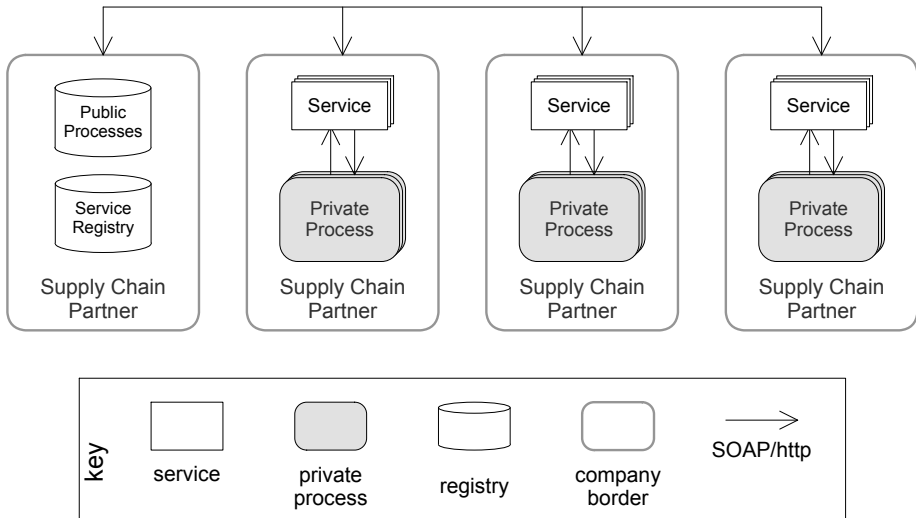 Public
Processes
Service
Registry
Supply Chain
Partner
Service
Private
Process
Supply Chain
Partner
Service
Private
Process
Supply Chain
Partner
Service
Private
Process
Supply Chain
Partner
key
service
private
process
registry
company
border
SOAP/http